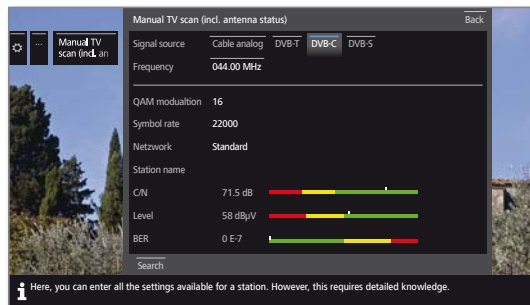 Manual TV scan (incl. antenna status)
Back
...
Manual TV
scan (incl. an
Signal source Cable analog DVB-T DVB-C DVB-S
Frequency 044.00 MHz
QAM modualtion 16
Symbol rate 22000
Netzwork Standard
Station name
C/N 71.5 dB
Level 58 dBµV
BER 0 E-7
Search
i Here, you can enter all the settings available for a station. However, this requires detailed knowledge.